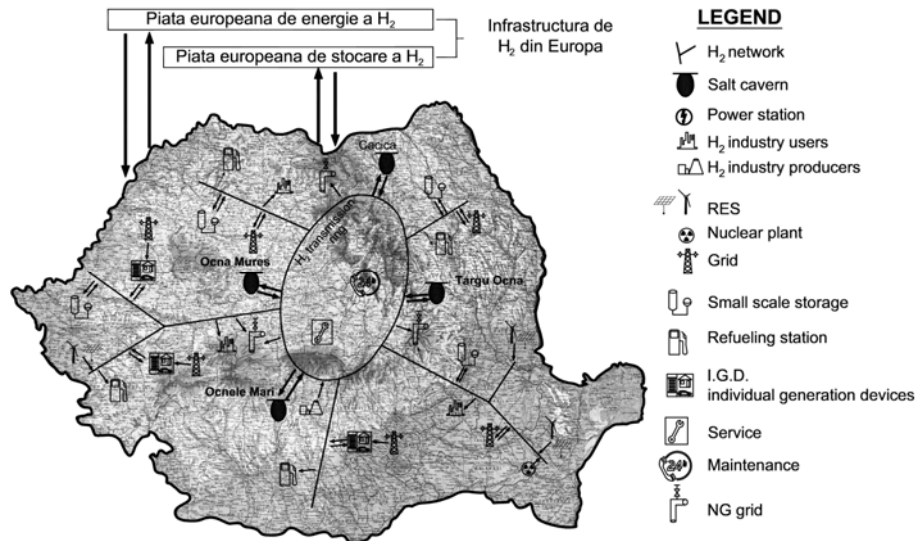 Piata europeana de energie a H2
Piata europeana de stocare a H2
Infrastructura de
H2 din Europa
Cacica
H2 transmission
ring
Ocna Mures
Targu Ocna
24
Ocnele Mari
LEGEND
H2 network
Salt cavern
Power station
H2 industry users
H2 industry producers
RES
Nuclear plant
Grid
Small scale storage
Refueling station
I.G.D.
individual generation devices
Service
24
Maintenance
NG grid